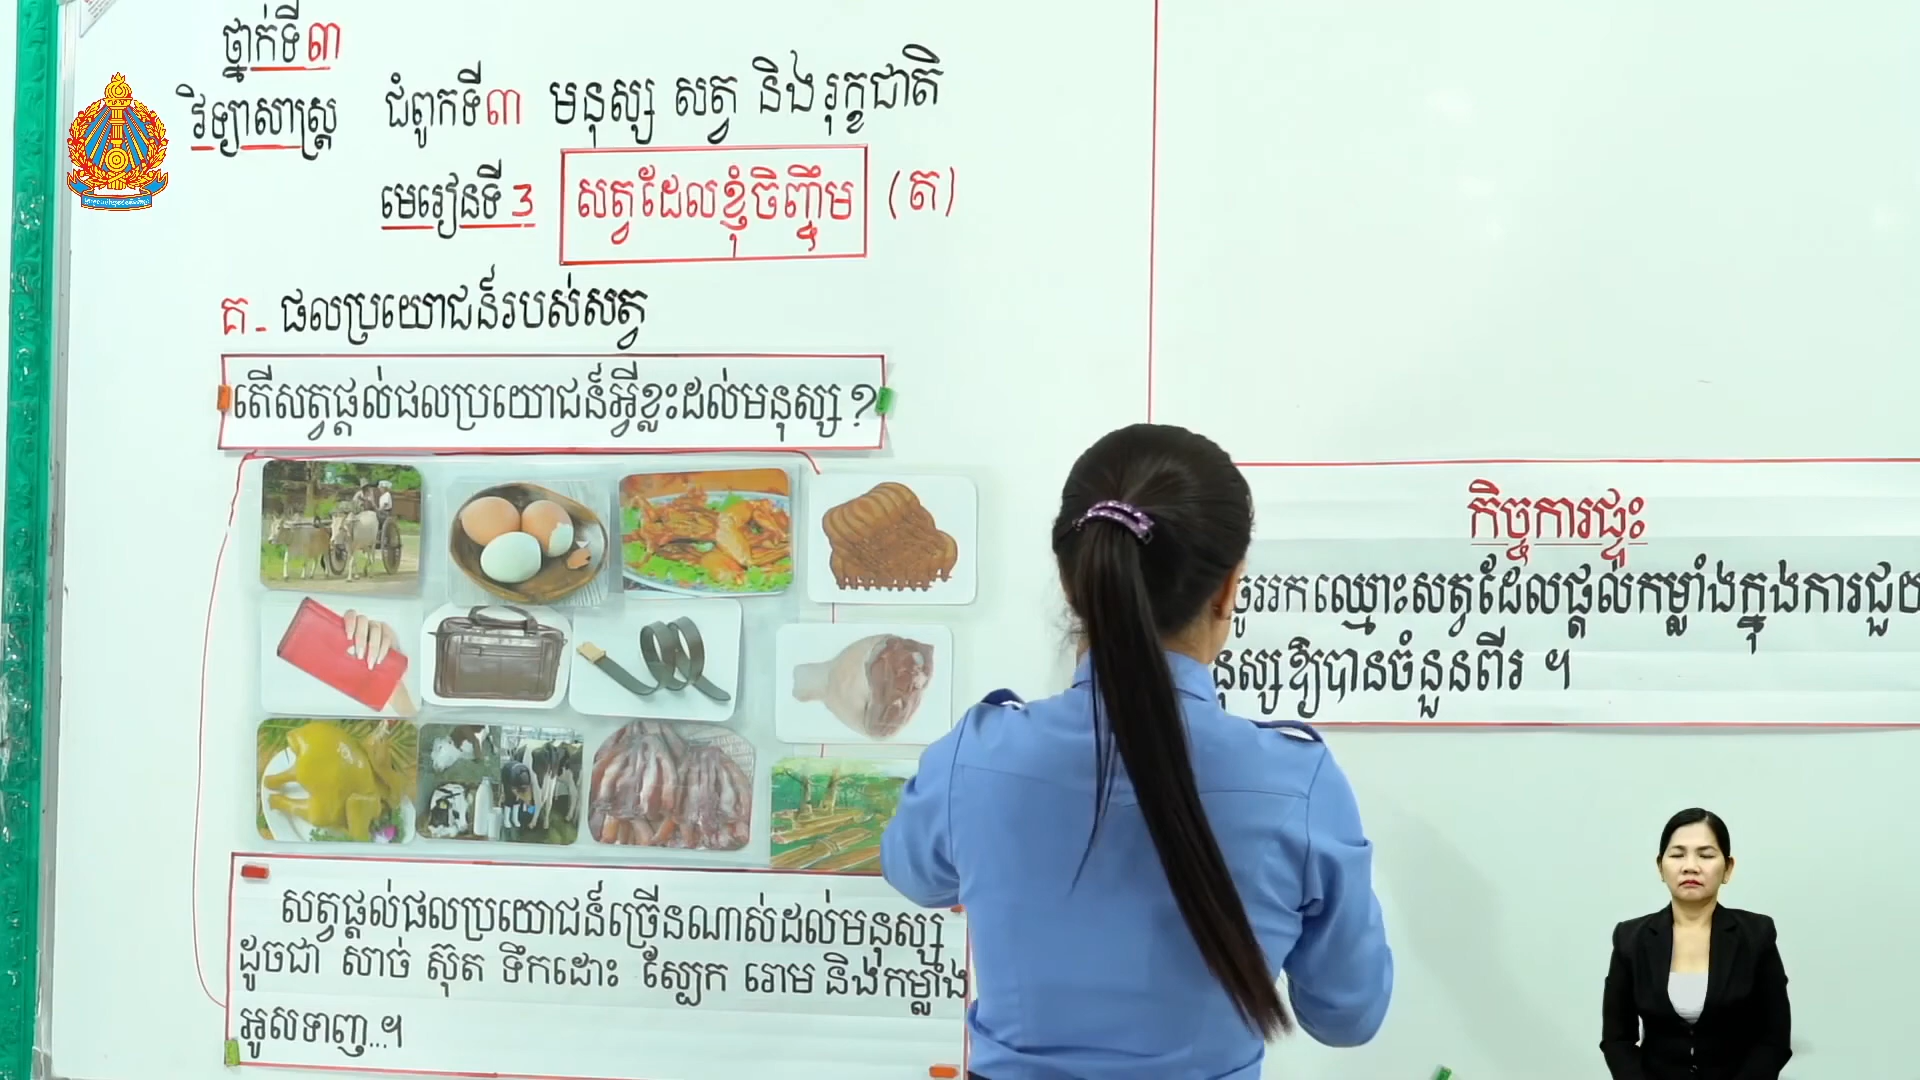 ថ្នាក់ទី៣
វិទ្យាសាស្ត្រ
ជំពូកទី៣ មនុស្ស សត្វ និងរុក្ខជាតិ
មេរៀនទី 3 សត្វដែលខ្ញុំចិញ្ចឹម (ត)
គ- ផលប្រយោជន៍របស់សត្វ
តើសត្វផ្តល់ផលប្រយោជន៍អ្វីខ្លះដល់មនុស្ស?
សត្វផ្តល់ផលប្រយោជន៍ច្រើនណាស់ដល់មនុស្ស
ដូចជា សាច់ ស៊ុត ទឹកដោះ ស្បែក រោម និងកម្លាំង
អូសទាញ...។
កិច្ចការផ្ទះ
ចូររកឈ្មោះសត្វដែលផ្តល់កម្លាំងក្នុងការជួយ
នុស្សឱ្យបានចំនួនពីរ ។